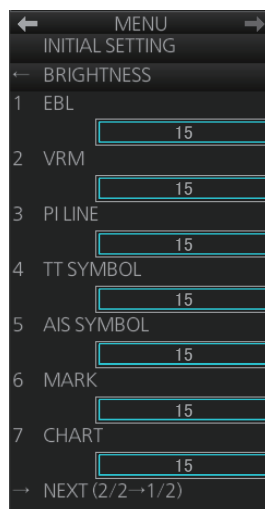 ← MENU →
INITIAL SETTING
← BRIGHTNESS
1 EBL
15
2 VRM
15
3 PI LINE
15
4 TT SYMBOL
15
5 AIS SYMBOL
15
6 MARK
15
7 CHART
15
→ NEXT (2/2→1/2)